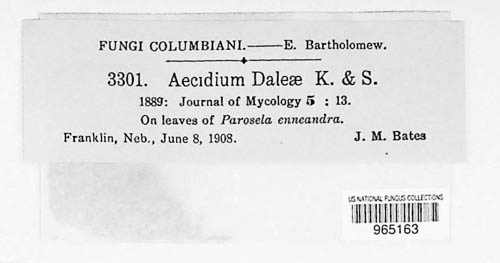 FUNGI COLUMBIANI.——E. Bartholomew.
3301. Aecidium Daleæ K. & S.
1889: Journal of Mycology 5 : 13.
On leaves of Parosela enneandra.
Franklin, Neb., June 8, 1908. J. M. Bates
US NATIONAL FUNGUS COLLECTIONS
965163